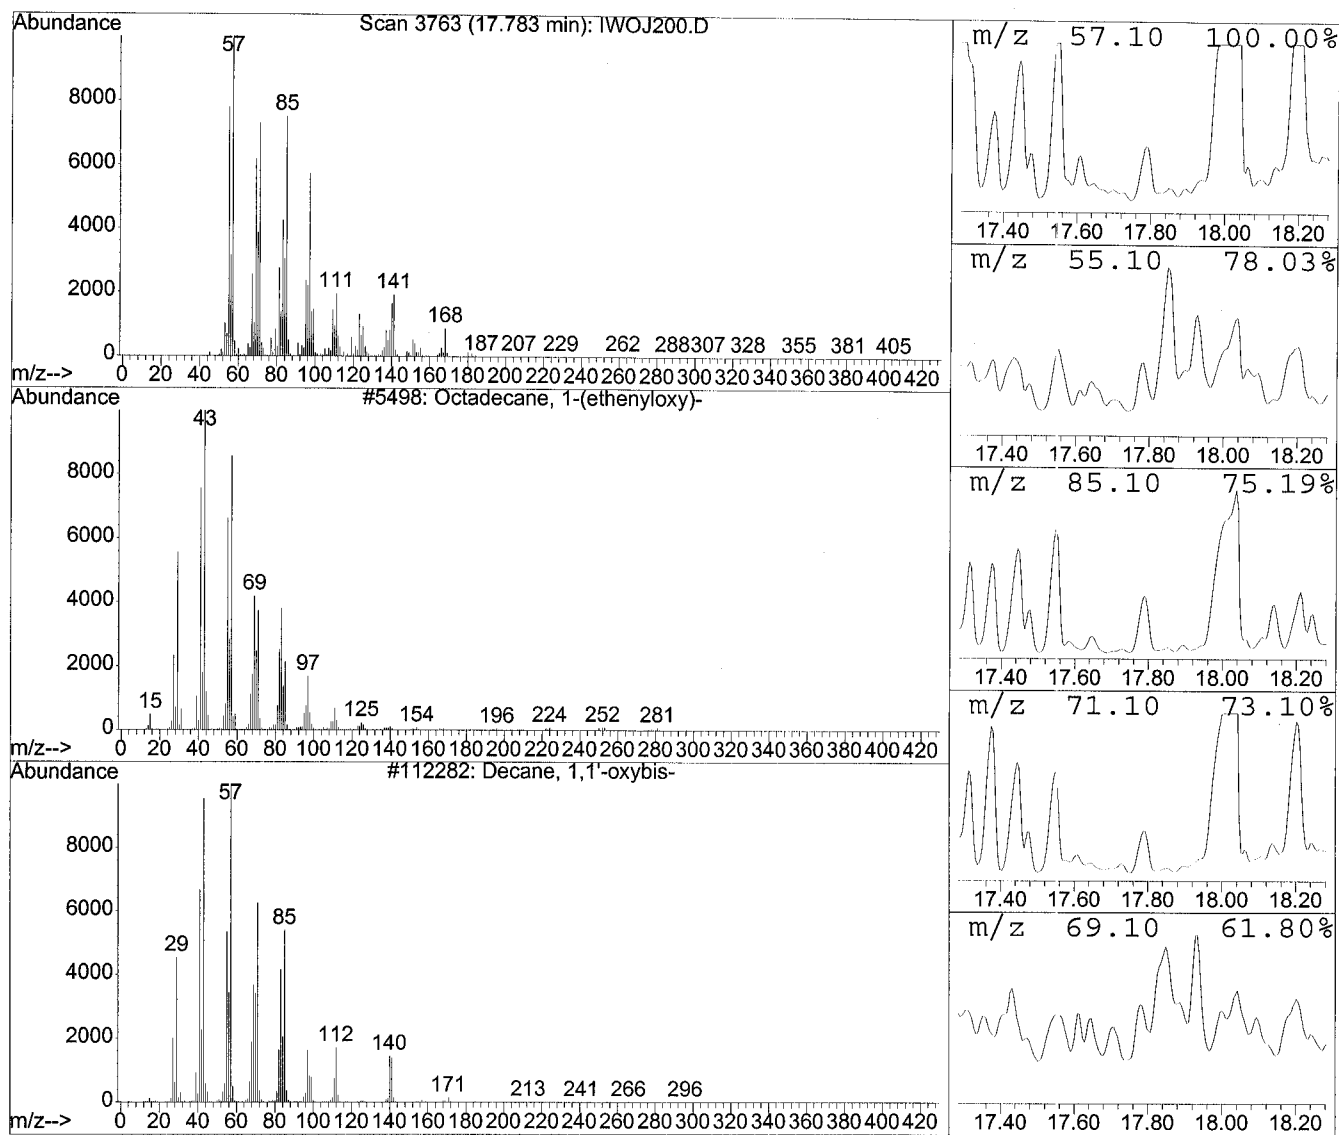 Abundance
Scan 3763 (17.783 min): IWOJ200.D
57
8000
85
6000
4000
2000
111
141
168
187 207 229 262 288 307 328 355 381 405
0
m/z--> 0 20 40 60 80 100 120 140 160 180 200 220 240 260 280 300 320 340 360 380 400 420
Abundance
#5498: Octadecane, 1-(ethenyloxy)-
43
8000
6000
69
4000
2000
97
15
125 154 196 224 252 281
0
m/z--> 0 20 40 60 80 100 120 140 160 180 200 220 240 260 280 300 320 340 360 380 400 420
Abundance
#112282: Decane, 1,1'-oxybis-
57
8000
6000
85
29
4000
2000
112
140
171 213 241 266 296
0
m/z--> 0 20 40 60 80 100 120 140 160 180 200 220 240 260 280 300 320 340 360 380 400 420
m/z 57.10 100.00%
17.40 17.60 17.80 18.00 18.20
m/z 55.10 78.03%
17.40 17.60 17.80 18.00 18.20
m/z 85.10 75.19%
17.40 17.60 17.80 18.00 18.20
m/z 71.10 73.10%
17.40 17.60 17.80 18.00 18.20
m/z 69.10 61.80%
17.40 17.60 17.80 18.00 18.20